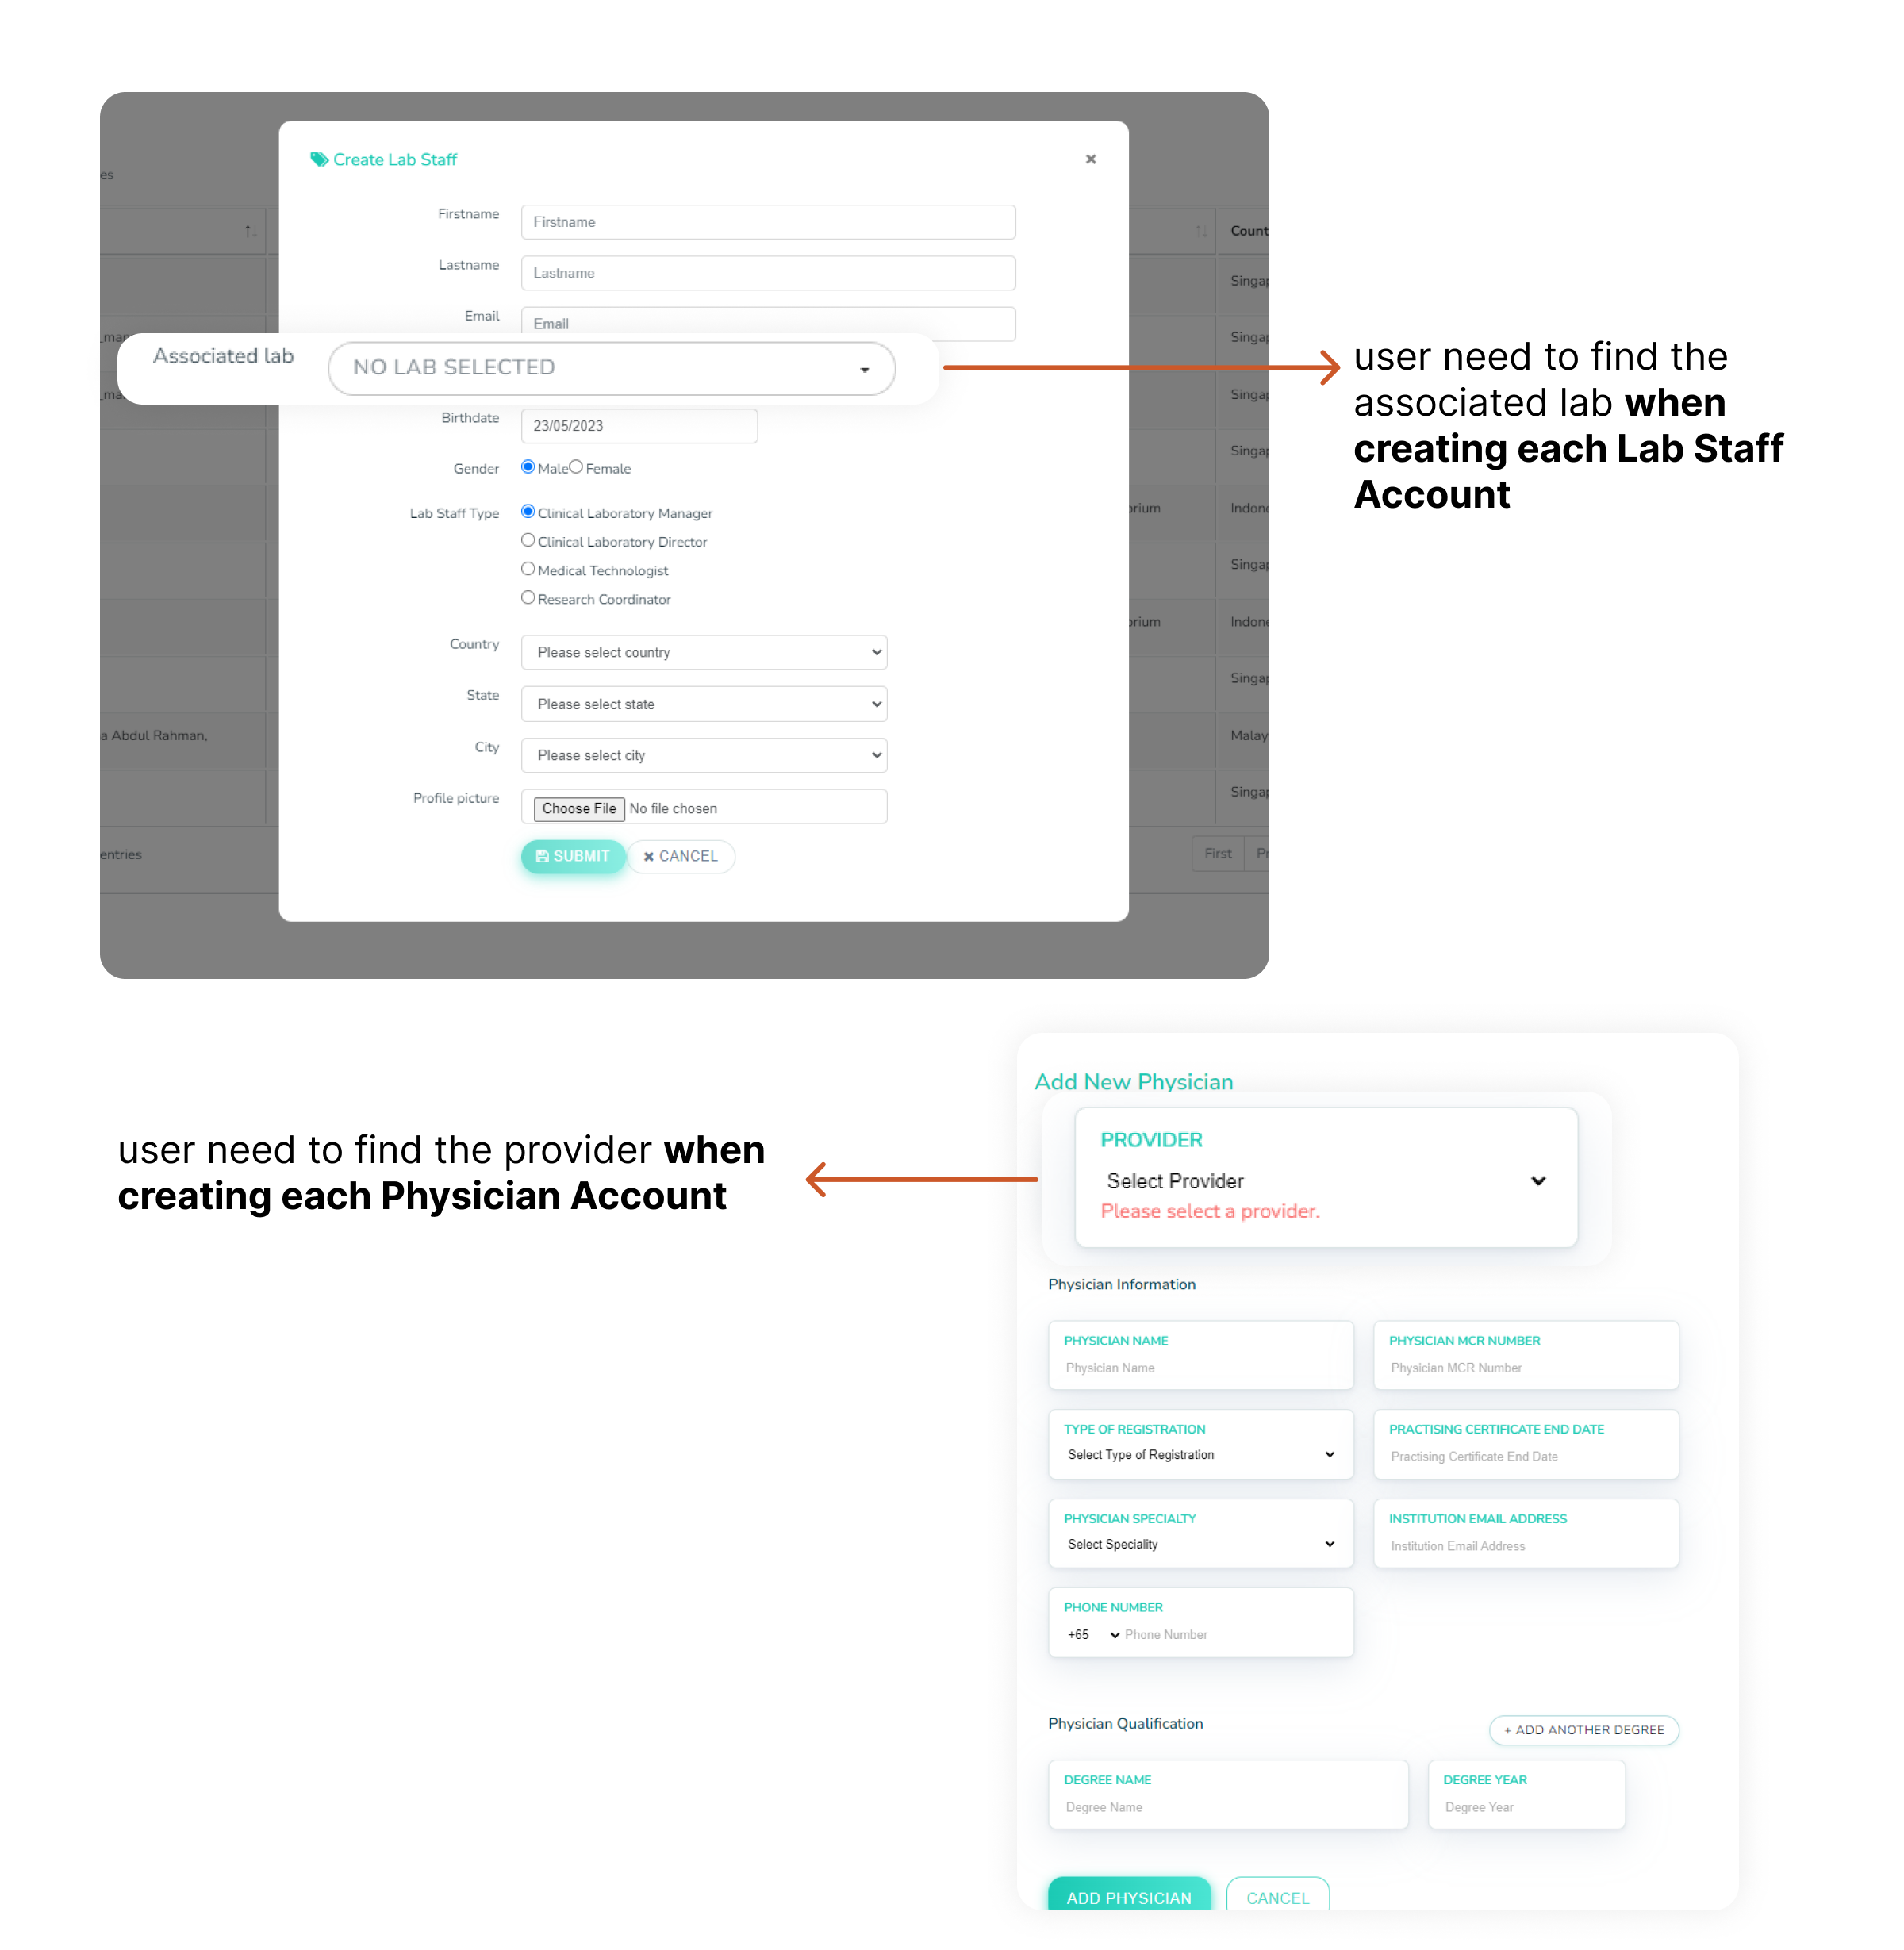 Create Lab Staff
×
es
Firstname
Firstname
Count
Lastname
Lastname
Singap
Email
Email
_man
Singap
Associated lab
NO LAB SELECTED
user need to find the
associated lab when
creating each Lab Staff
Account
_ma
Singap
Birthdate
23/05/2023
Singap
Gender
Male Female
Lab Staff Type
Clinical Laboratory Manager
orium
Indone
Clinical Laboratory Director
Medical Technologist
Singap
Research Coordinator
orium
Indone
Country
Please select country
Singap
State
Please select state
a Abdul Rahman,
Malay
City
Please select city
Singap
Profile picture
Choose File No file chosen
entries
SUBMIT
× CANCEL
First
Pr
Add New Physician
PROVIDER
Select Provider
Please select a provider.
user need to find the provider when
creating each Physician Account
Physician Information
PHYSICIAN NAME
Physician Name
PHYSICIAN MCR NUMBER
Physician MCR Number
TYPE OF REGISTRATION
Select Type of Registration
PRACTISING CERTIFICATE END DATE
Practising Certificate End Date
PHYSICIAN SPECIALTY
Select Speciality
INSTITUTION EMAIL ADDRESS
Institution Email Address
PHONE NUMBER
+65 Phone Number
Physician Qualification
+ ADD ANOTHER DEGREE
DEGREE NAME
Degree Name
DEGREE YEAR
Degree Year
ADD PHYSICIAN
CANCEL